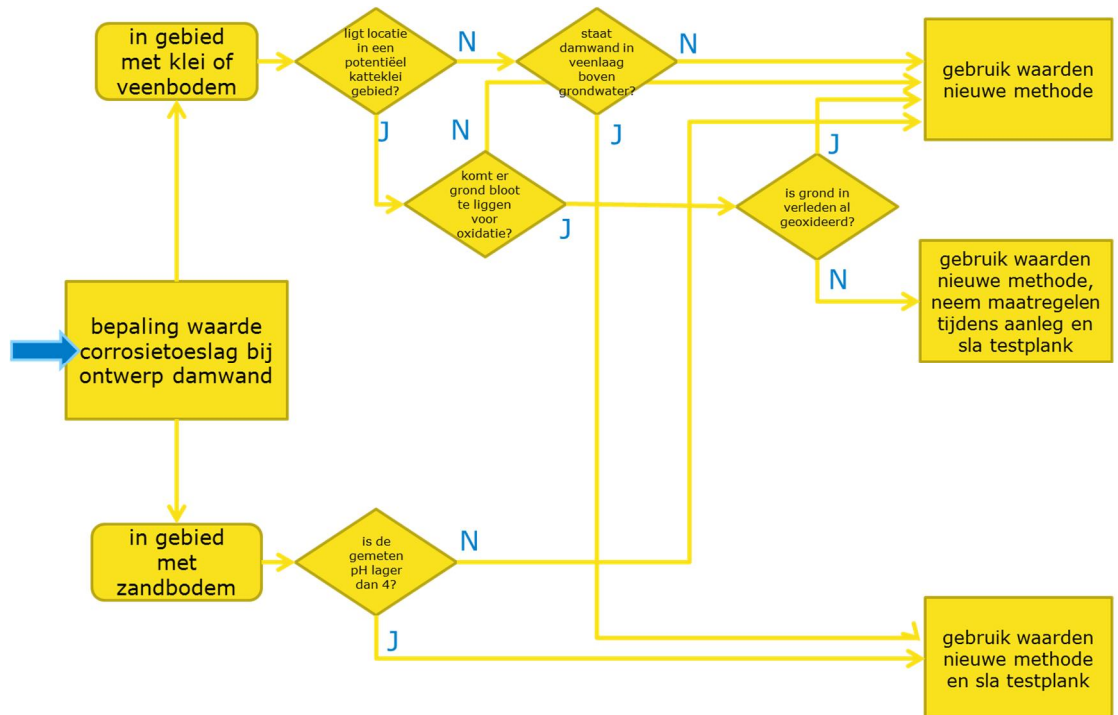 in gebied
met klei of
veenbodem
ligt locatie
in een
potentiëel
katteklei
gebied?
N
staat
damwand in
veenlaag
boven
grondwater?
N
gebruik waarden
nieuwe methode
J
N
J
J
komt er
grond bloot
te liggen
voor
oxidatie?
J
is grond in
verleden al
geoxideerd?
N
gebruik waarden
nieuwe methode,
neem maatregelen
tijdens aanleg en
sla testplank
bepaling waarde
corrosietoeslag bij
ontwerp damwand
in gebied
met
zandbodem
is de
gemeten
pH lager
dan 4?
N
J
gebruik waarden
nieuwe methode
en sla testplank